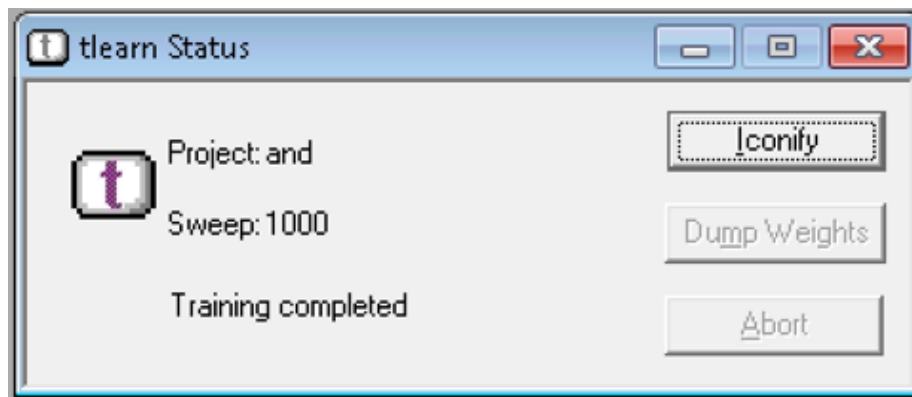 t tlearn Status
t
Project: and
Sweep: 1000
Training completed
Iconify
Dump Weights
Abort